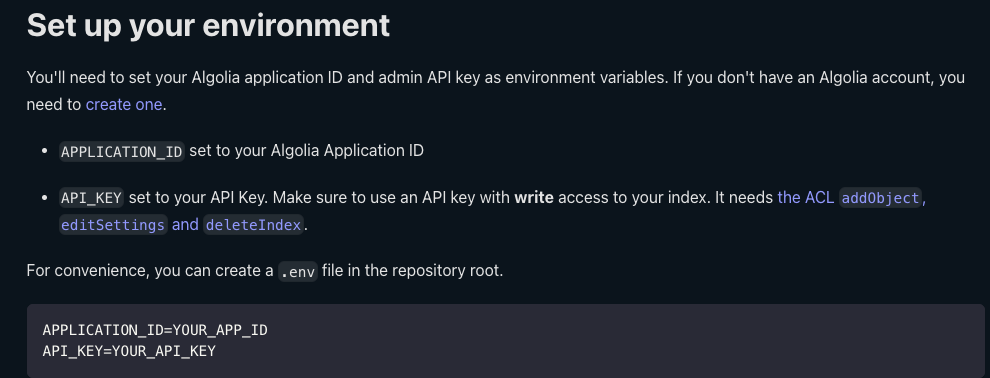 Set up your environment
You'll need to set your Algolia application ID and admin API key as environment variables. If you don't have an Algolia account, you
need to create one.
• APPLICATION_ID set to your Algolia Application ID
• API_KEY set to your API Key. Make sure to use an API key with write access to your index. It needs the ACL addObject,
editSettings and deleteIndex.
For convenience, you can create a .env file in the repository root.
APPLICATION_ID=YOUR_APP_ID
API_KEY=YOUR_API_KEY